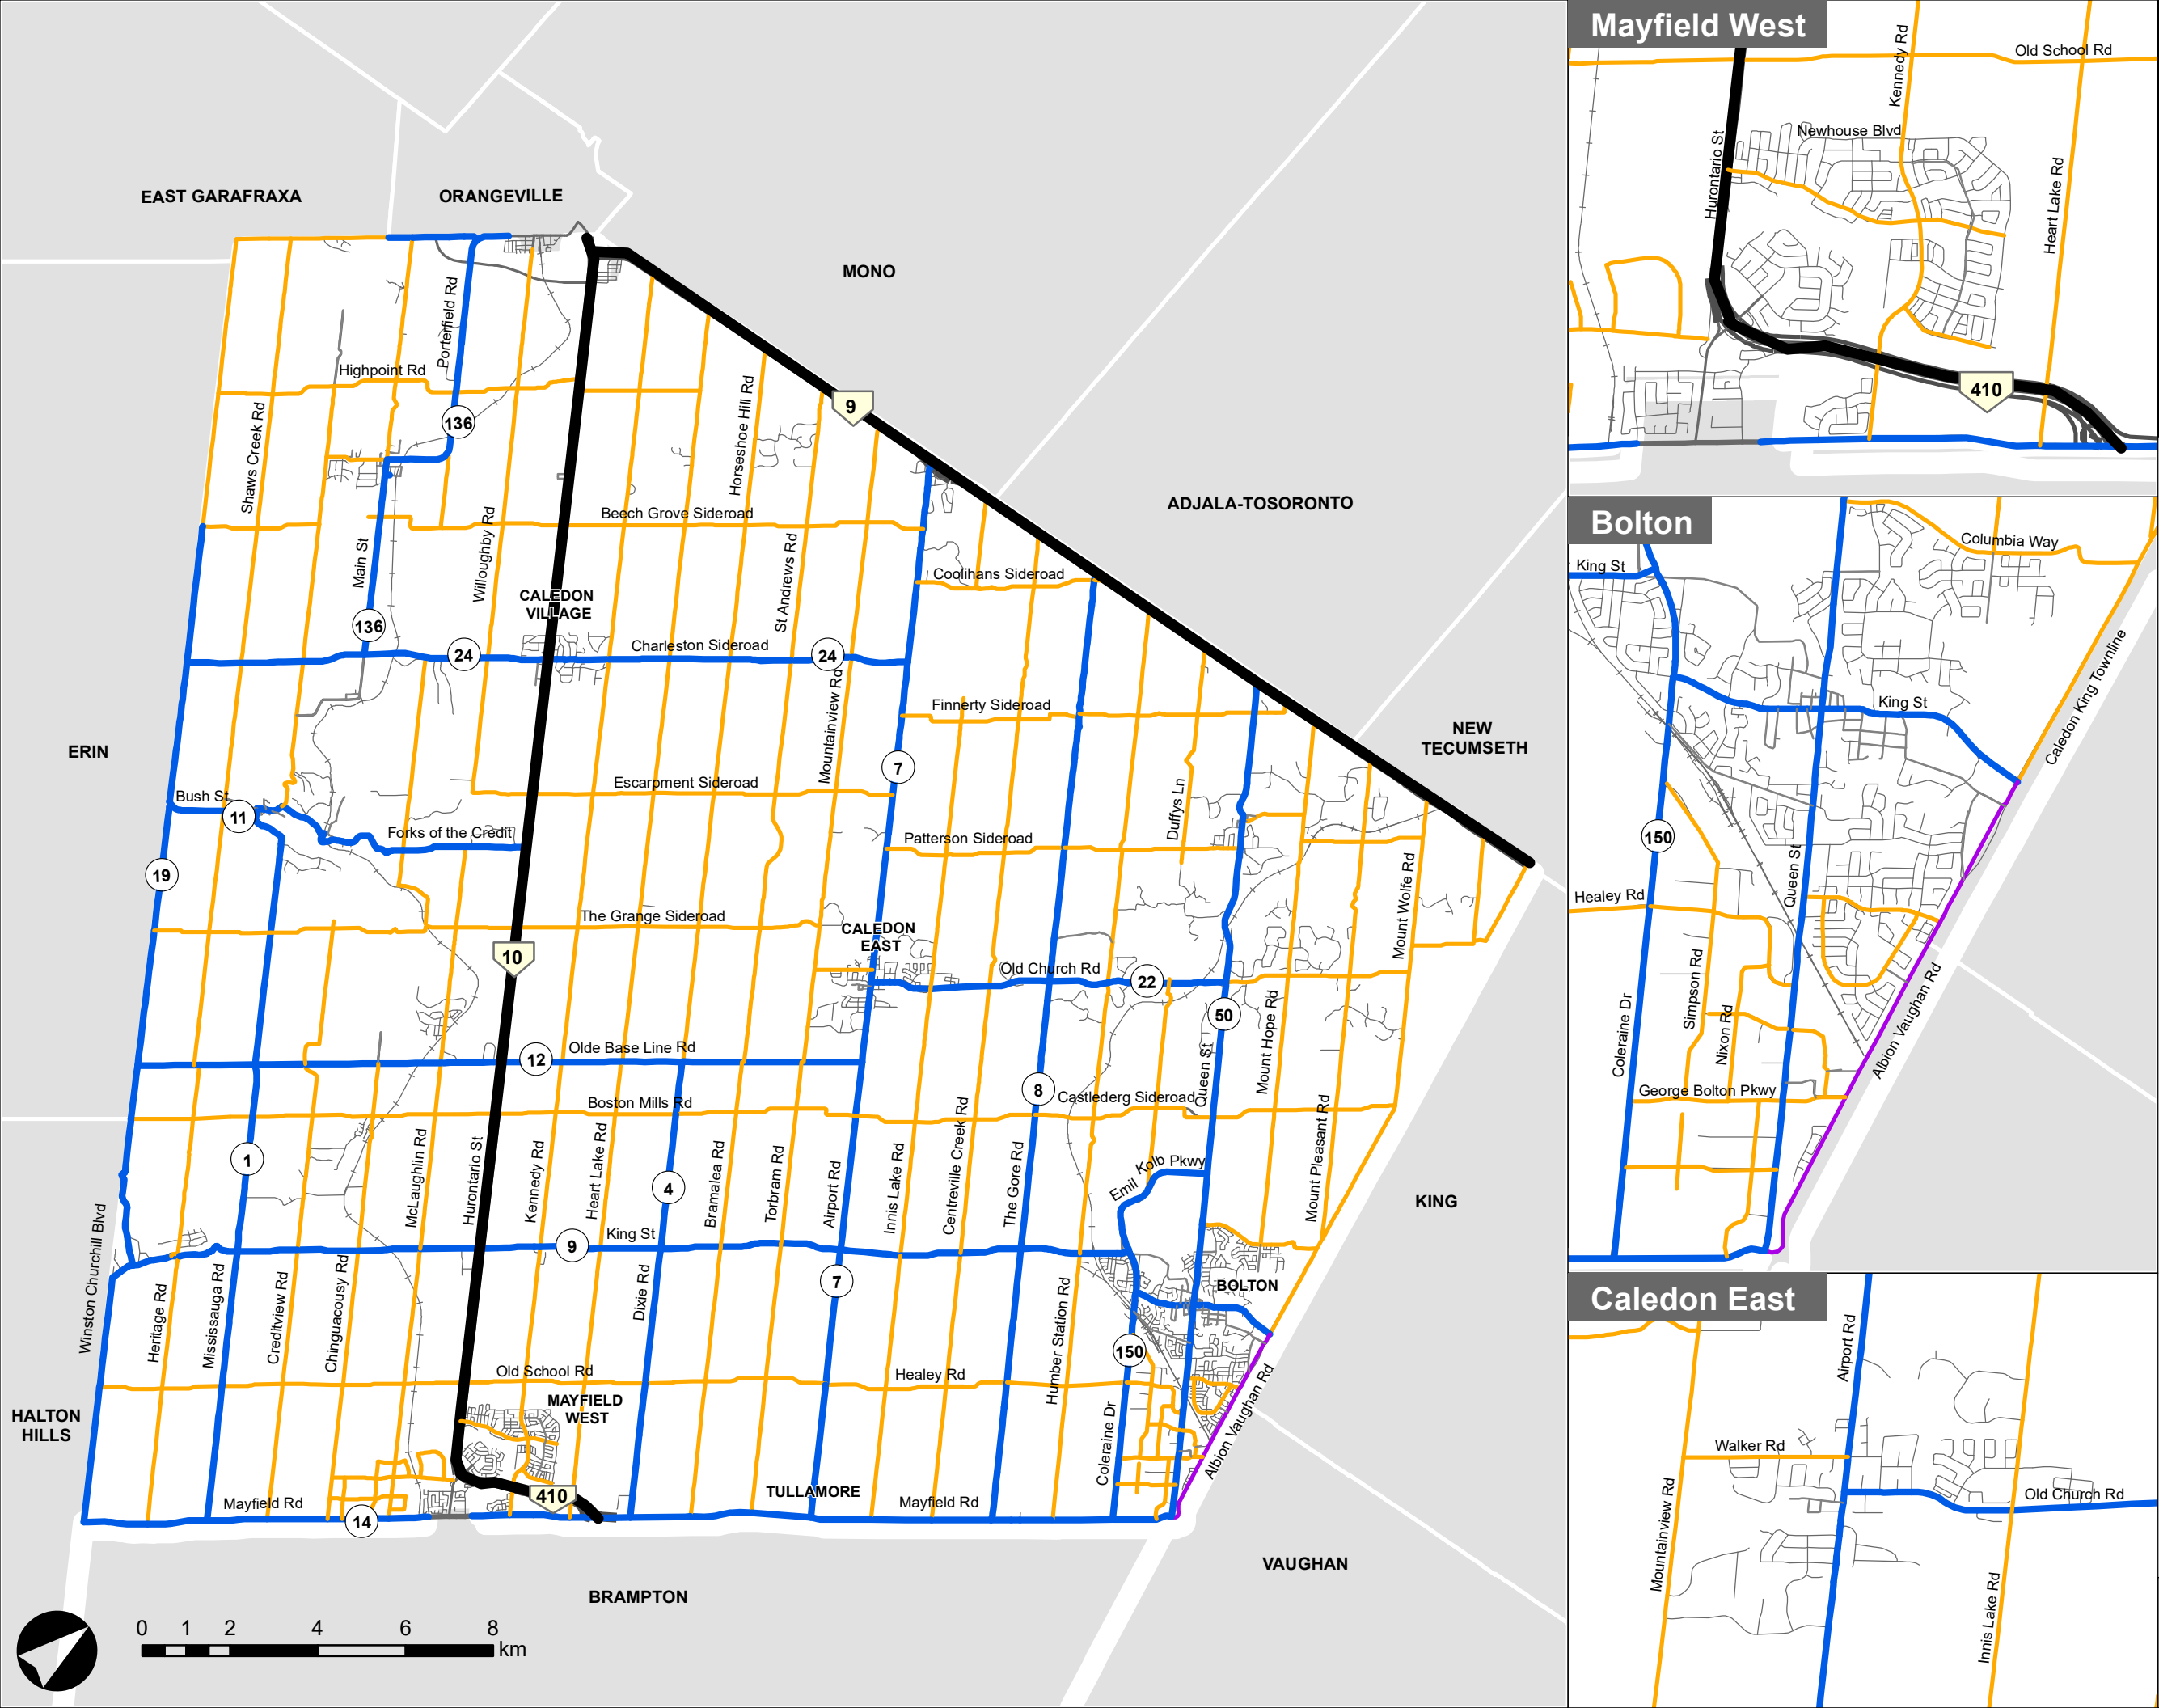 EAST GARAFRAXA
ORANGEVILLE
MONO
ADJALA-TOSORONTO
NEW
TECUMSETH
ERIN
KING
HALTON
HILLS
BRAMPTON
VAUGHAN
Porterfield Rd
Highpoint Rd
136
9
Shaws Creek Rd
Horseshoe Hill Rd
Beech Grove Sideroad
Willoughby Rd
Main St
St Andrews Rd
Coolihans Sideroad
CALEDON
VILLAGE
136
24
Charleston Sideroad
24
Mountainview Rd
Finnerty Sideroad
7
Escarpment Sideroad
Bush St
11
Forks of the Credit
Patterson Sideroad
Duffys Ln
19
Mount Wolfe Rd
The Grange Sideroad
CALEDON
EAST
10
Old Church Rd
22
50
Mount Hope Rd
Olde Base Line Rd
12
Queen St
8
Castlederg Sideroad
Boston Mills Rd
Mount Pleasant Rd
1
McLaughlin Rd
Hurontario St
Kennedy Rd
Heart Lake Rd
4
Bramalea Rd
Torbram Rd
Airport Rd
Innis Lake Rd
Centreville Creek Rd
The Gore Rd
Emil Kolb Pkwy
Winston Churchill Blvd
9
King St
Heritage Rd
Mississauga Rd
Creditview Rd
Chinguacousy Rd
Dixie Rd
7
Humber Station Rd
BOLTON
150
Old School Rd
Healey Rd
MAYFIELD
WEST
Coleraine Dr
Albion Vaughan Rd
410
TULLAMORE
Mayfield Rd
Mayfield Rd
14
0 1 2 4 6 8
km
Mayfield West
Kennedy Rd
Old School Rd
Newhouse Blvd
Hurontario St
Heart Lake Rd
410
Bolton
Columbia Way
King St
King St
Caledon King Townline
150
Queen St
Healey Rd
Simpson Rd
Nixon Rd
Coleraine Dr
Albion Vaughan Rd
George Bolton Pkwy
Caledon East
Airport Rd
Walker Rd
Old Church Rd
Mountainview Rd
Innis Lake Rd